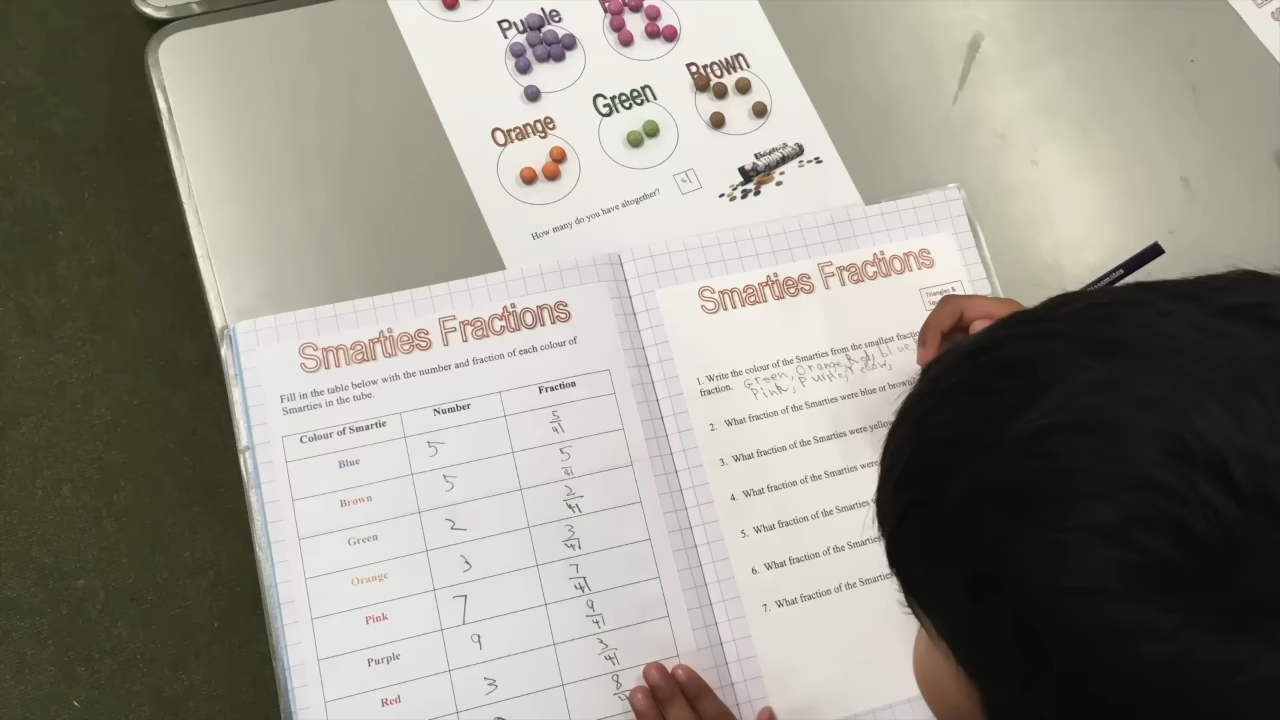 Purple
Brown
Green
Orange
How many do you have altogether?
41
Smarties Fractions
Fill in the table below with the number and fraction of each colour of
Smarties in the tube.
Colour of Smartie Number Fraction
Blue 5 5/41
Brown 5 5/41
Green 2 2/41
Orange 3 3/41
Pink 7 7/41
Purple 9 9/41
Red 3 3/41
8
Smarties Fractions
Triangles &
1. Write the colour of the Smarties from the smallest
fraction. Green, Orange, Red, blue,
Pink, Purple, Yellow,
2. What fraction of the Smarties were blue or brown?
3. What fraction of the Smarties were yellow
4. What fraction of the Smarties were
5. What fraction of the Smarties
6. What fraction of the Smarties
7. What fraction of the Smarties